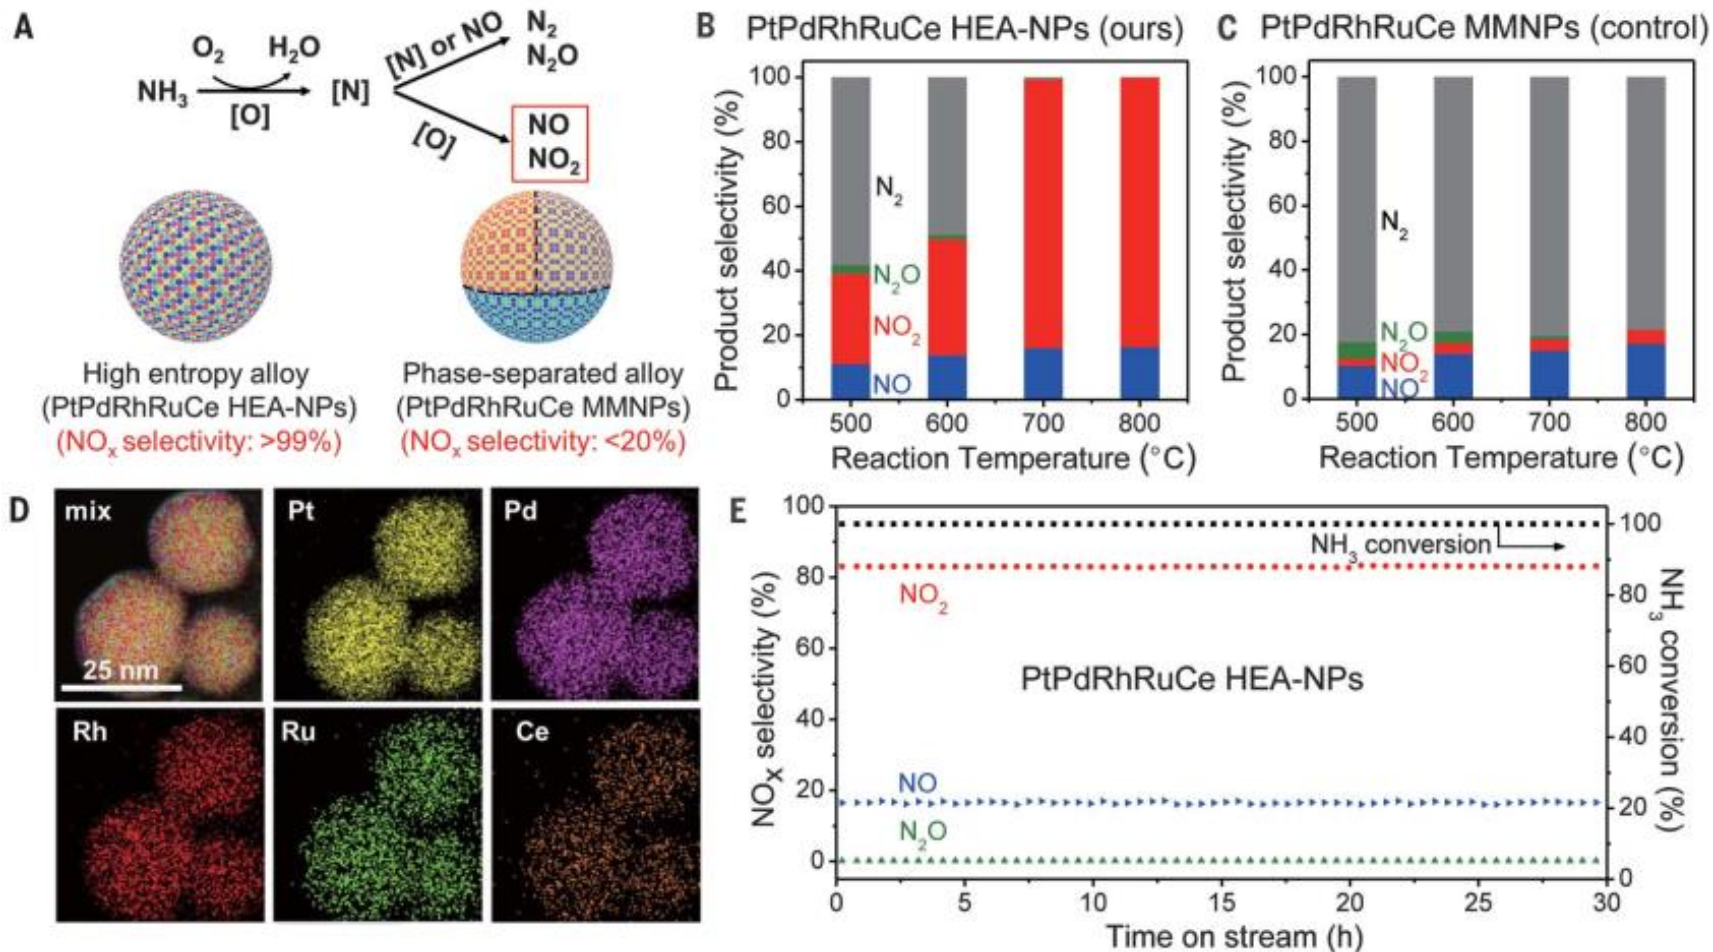 A
O₂ H₂O
NH₃ [O] [N]
[N] or NO
N₂
N₂O
[O]
NO
NO₂
High entropy alloy
(PtPdRhRuCe HEA-NPs)
(NOₓ selectivity: >99%)
Phase-separated alloy
(PtPdRhRuCe MMNPs)
(NOₓ selectivity: <20%)
B PtPdRhRuCe HEA-NPs (ours)
Product selectivity (%)
100
80
60
40
20
0
N₂
N₂O
NO₂
NO
500 600 700 800
Reaction Temperature (°C)
C PtPdRhRuCe MMNPs (control)
Product selectivity (%)
100
80
60
40
20
0
N₂
N₂O
NO₂
NO
500 600 700 800
Reaction Temperature (°C)
D
mix Pt Pd
25 nm
Rh Ru Ce
E
NOₓ selectivity (%)
100
80
60
40
20
0
NH₃ conversion
NO₂
PtPdRhRuCe HEA-NPs
NO
N₂O
100
80
60
40
20
0
NH₃ conversion (%)
0 5 10 15 20 25 30
Time on stream (h)